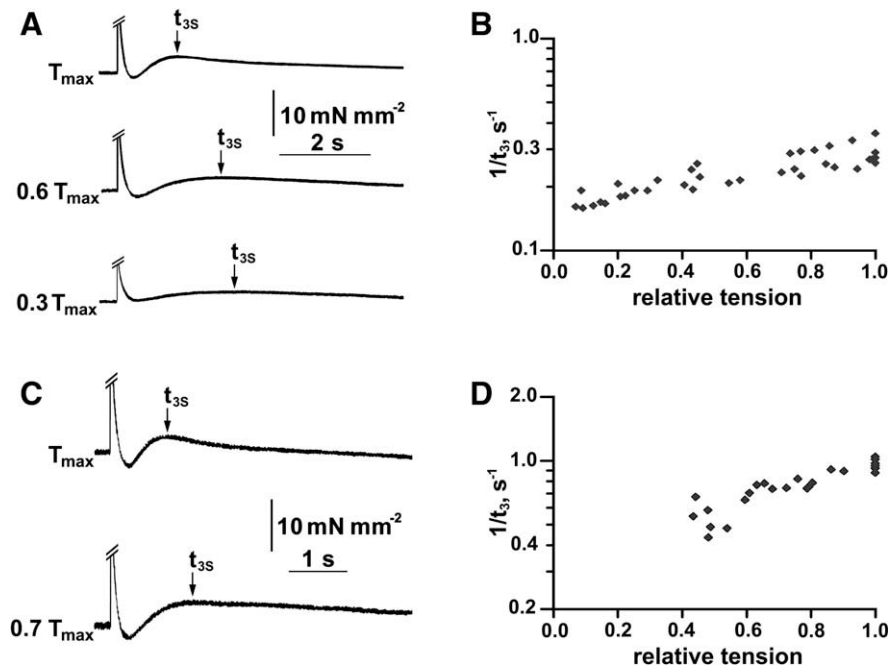 A
t3S
Tmax
10 mN mm-2
2 s
t3S
0.6 Tmax
t3S
0.3 Tmax
B
1.0
0.3
0.1
1/t3, s-1
0.0 0.2 0.4 0.6 0.8 1.0
relative tension
C
t3S
Tmax
10 mN mm-2
1 s
t3S
0.7 Tmax
D
2.0
1.0
0.4
0.2
1/t3, s-1
0.0 0.2 0.4 0.6 0.8 1.0
relative tension